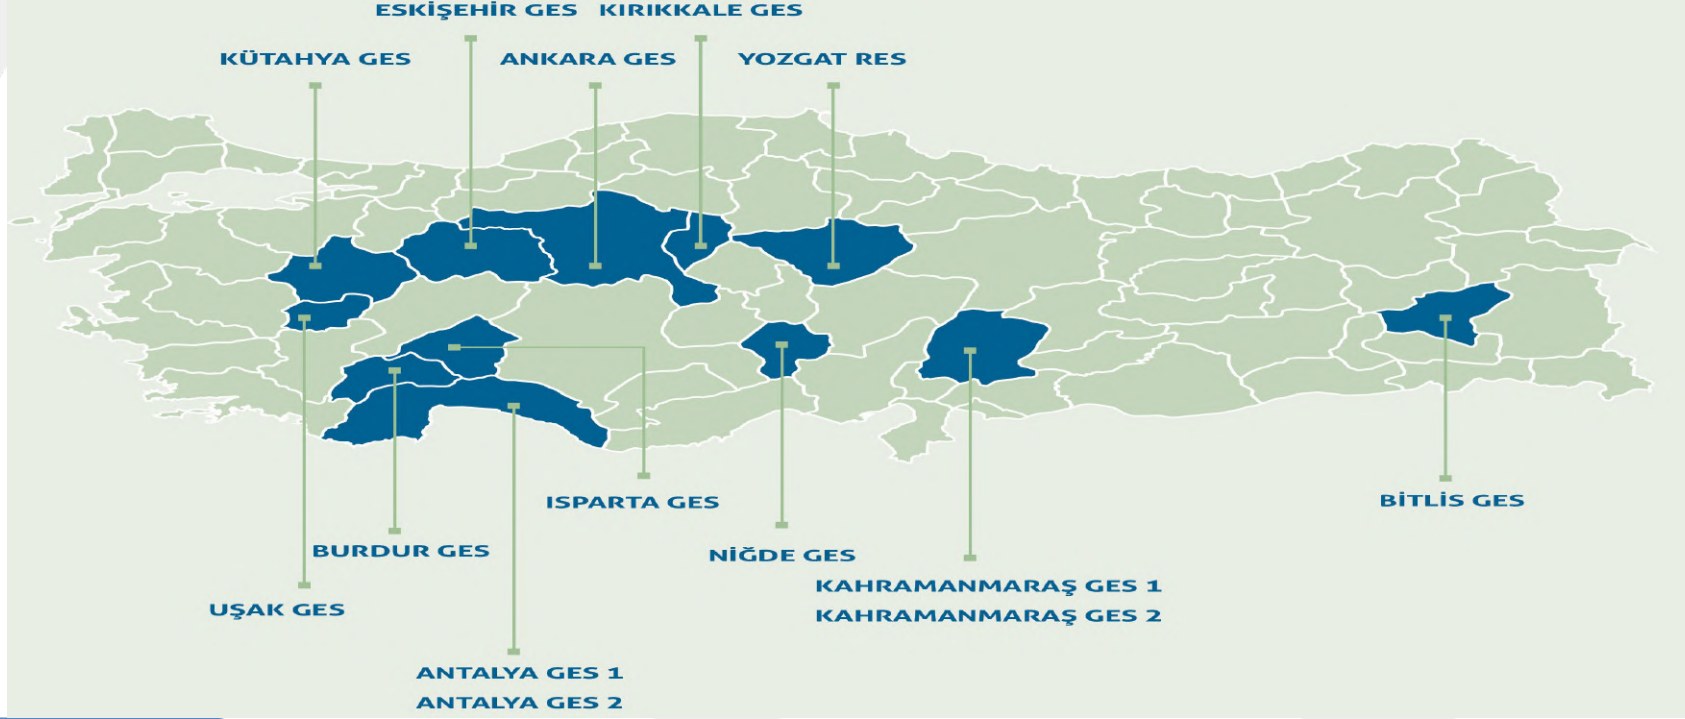 ESKİŞEHİR GES KIRIKKALE GES
KÜTAHYA GES ANKARA GES YOZGAT RES
ISPARTA GES BİTLİS GES
BURDUR GES NİĞDE GES
KAHRAMANMARAŞ GES 1
UŞAK GES KAHRAMANMARAŞ GES 2
ANTALYA GES 1
ANTALYA GES 2